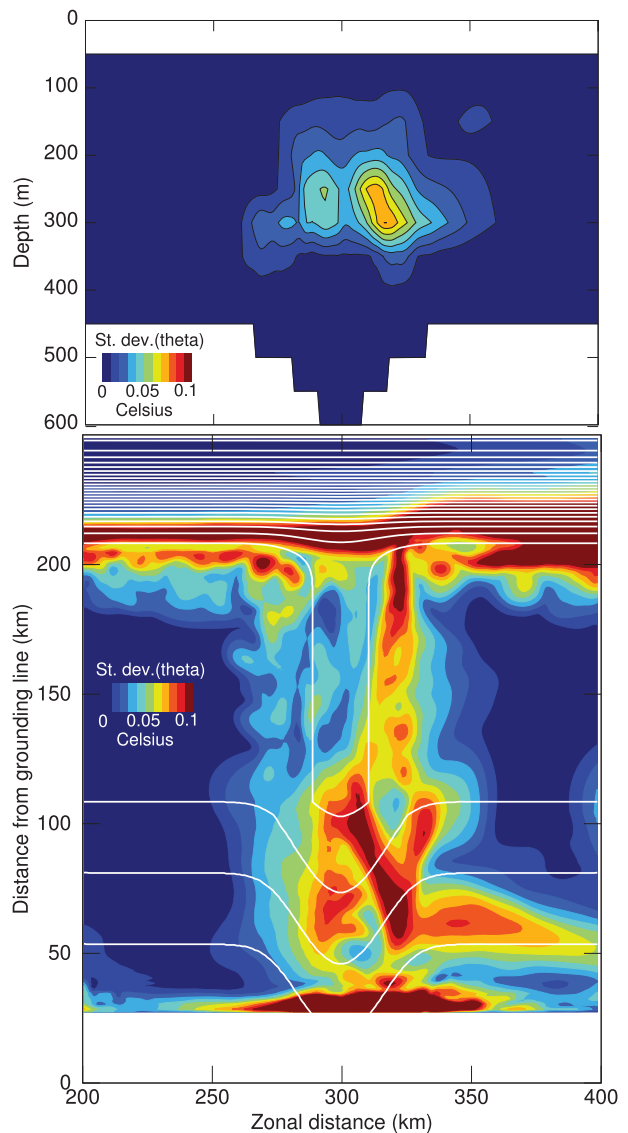 0
100
200
300
400
500
600
Depth (m)
St. dev.(theta)
0 0.05 0.1
Celsius
200
150
100
50
0
Distance from grounding line (km)
St. dev.(theta)
0 0.05 0.1
Celsius
200 250 300 350 400
Zonal distance (km)